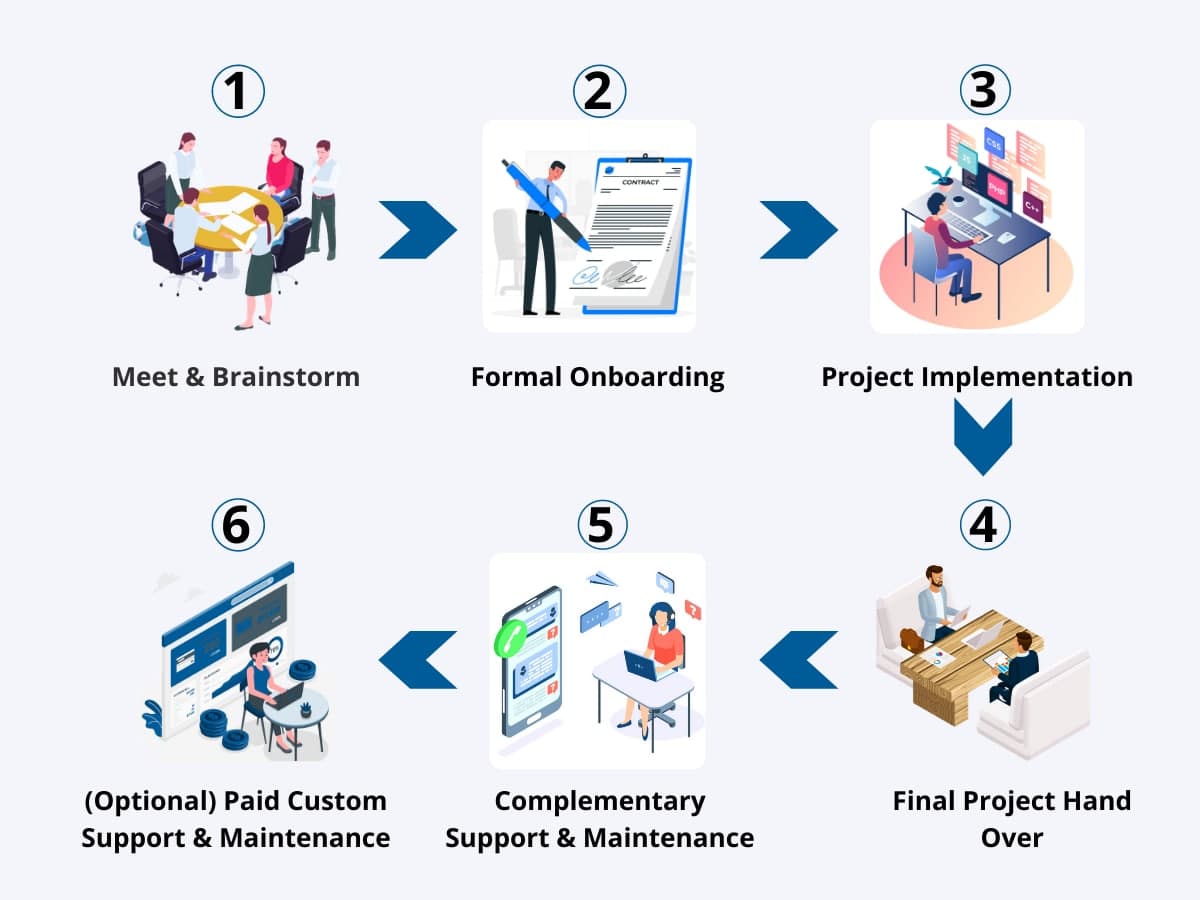 1
2
3
CONTRACT
CSS
JS
PHP
C++
Meet & Brainstorm
Formal Onboarding
Project Implementation
6
5
4
?
?
?
(Optional) Paid Custom
Support & Maintenance
Complementary
Support & Maintenance
Final Project Hand
Over